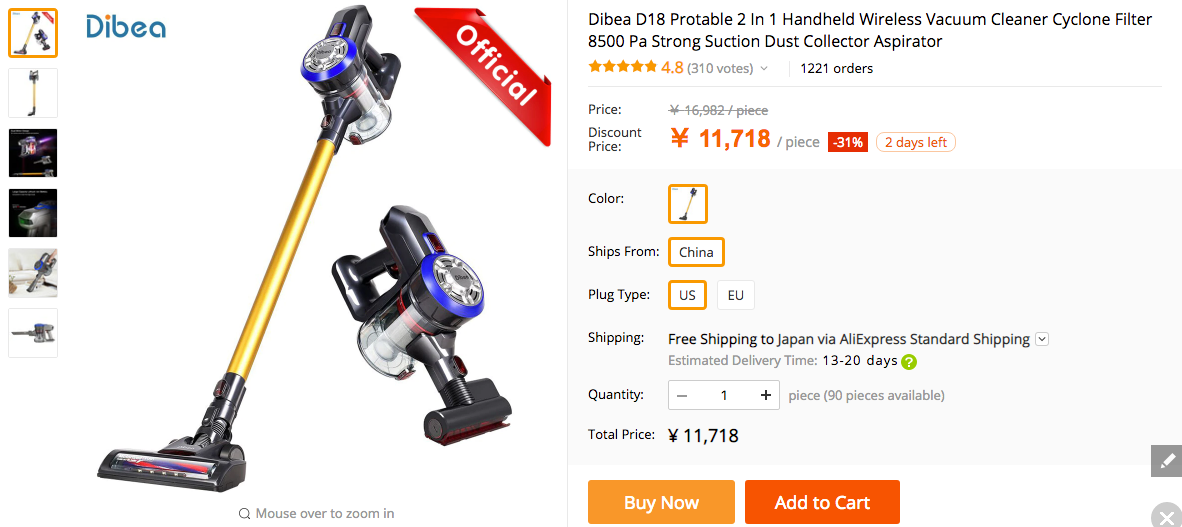 Dibea
Official
Dibea
Dibea
Mouse over to zoom in
Dibea D18 Protable 2 In 1 Handheld Wireless Vacuum Cleaner Cyclone Filter
8500 Pa Strong Suction Dust Collector Aspirator
4.8 (310 votes)
1221 orders
Price:
¥ 16,982 / piece
Discount
Price:
¥ 11,718 / piece
-31%
2 days left
Color:
Ships From:
China
Plug Type:
US
EU
Shipping:
Free Shipping to Japan via AliExpress Standard Shipping
Estimated Delivery Time: 13-20 days ?
Quantity:
− 1 +
piece (90 pieces available)
Total Price:
¥ 11,718
Buy Now
Add to Cart